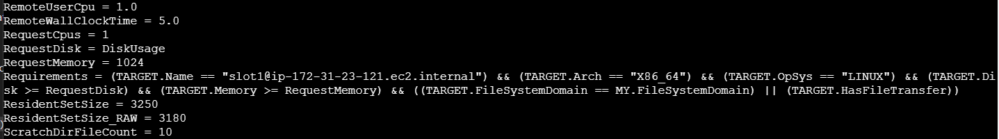 RemoteUserCpu = 1.0
RemoteWallClockTime = 5.0
RequestCpus = 1
RequestDisk = DiskUsage
RequestMemory = 1024
Requirements = (TARGET.Name == "slot1@ip-172-31-23-121.ec2.internal") && (TARGET.Arch == "X86_64") && (TARGET.OpSys == "LINUX") && (TARGET.Di
sk >= RequestDisk) && (TARGET.Memory >= RequestMemory) && ((TARGET.FileSystemDomain == MY.FileSystemDomain) || (TARGET.HasFileTransfer))
ResidentSetSize = 3250
ResidentSetSize_RAW = 3180
ScratchDirFileCount = 10